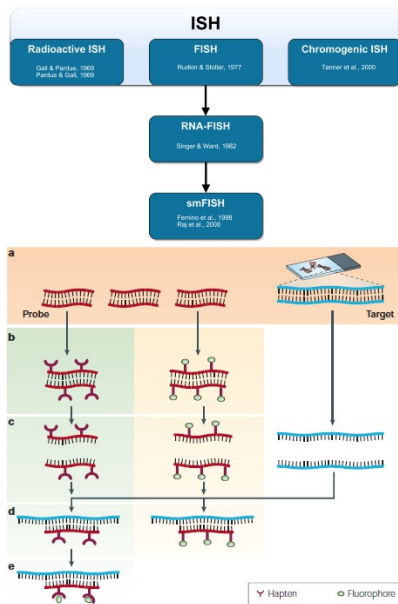 ISH
Radioactive ISH
Gall & Pardue, 1969
Pardue & Gall, 1969
FISH
Rudkin & Stollar, 1977
Chromogenic ISH
Tanner et al., 2000
RNA-FISH
Singer & Ward, 1982
smFISH
Femino et al., 1998
Raj et al., 2008
a
Probe
Target
b
c
d
e
Hapten
Fluorophore